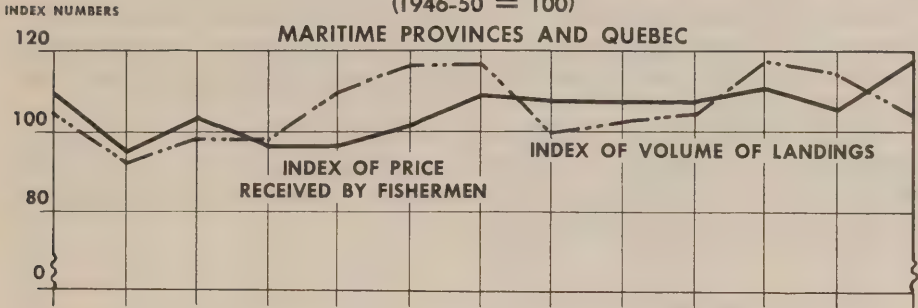 (1946-50 = 100)
INDEX NUMBERS
MARITIME PROVINCES AND QUEBEC
120
100
INDEX OF PRICE
RECEIVED BY FISHERMEN
INDEX OF VOLUME OF LANDINGS
80
0